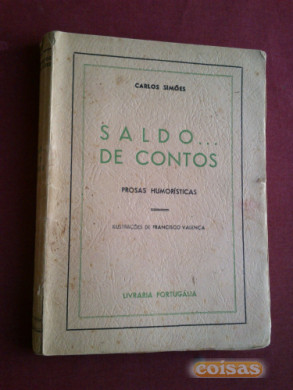 CARLOS SIMÕES
SALDO...
DE CONTOS
PROSAS HUMORÍSTICAS
ILUSTRAÇÕES DE FRANCISCO VALENÇA
LIVRARIA PORTUGÁLIA
coisas